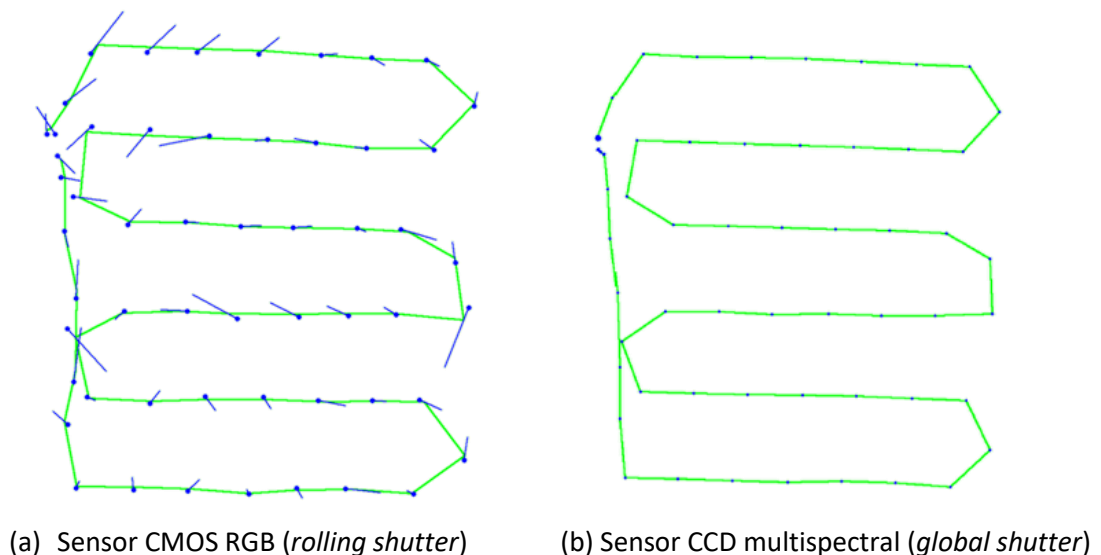 (a) Sensor CMOS RGB (rolling shutter)
(b) Sensor CCD multispectral (global shutter)